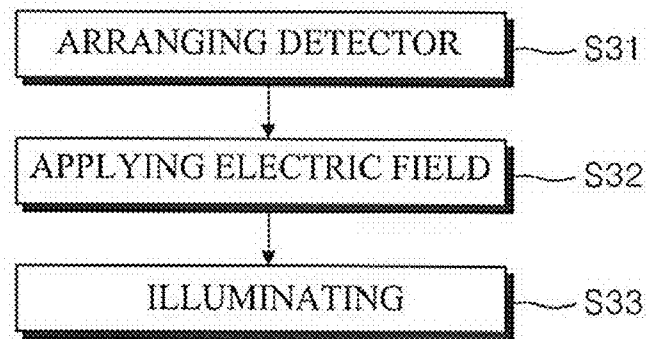 ARRANGING DETECTOR S31
APPLYING ELECTRIC FIELD S32
ILLUMINATING S33